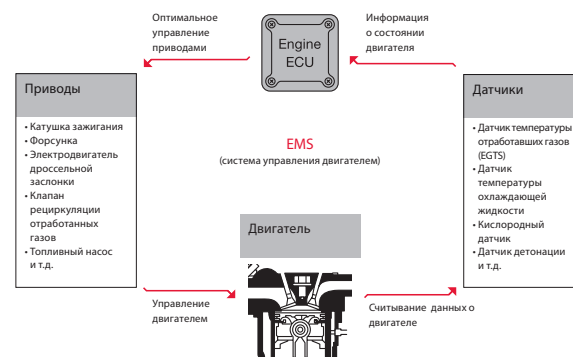 Оптимальное
управление
приводами
Engine
ECU
Информация
о состоянии
двигателя
Приводы
• Катушка зажигания
• Форсунка
• Электродвигатель
дроссельной
заслонки
• Клапан
рециркуляции
отработанных
газов
• Топливный насос
и т.д.
EMS
(система управления двигателем)
Датчики
• Датчик температуры
отработавших газов
(EGTS)
• Датчик
температуры
охлаждающей
жидкости
• Кислородный
датчик
• Датчик детонации
и т.д.
Двигатель
Управление
двигателем
Считывание данных о
двигателе